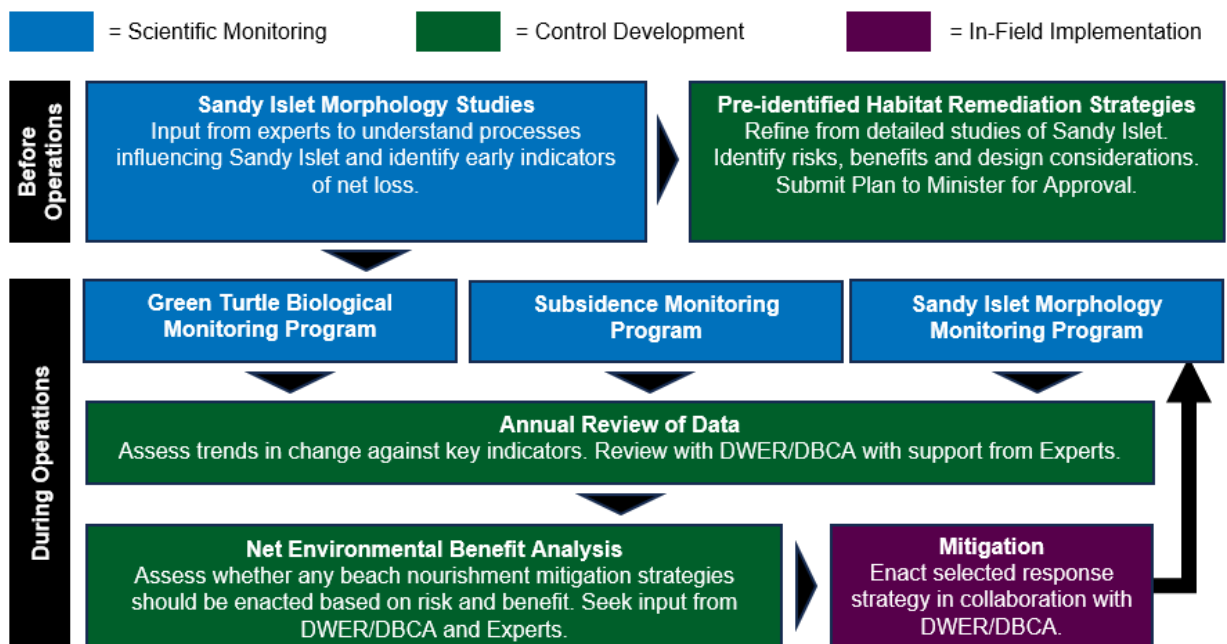 = Scientific Monitoring
= Control Development
= In-Field Implementation
Before
Operations
Sandy Islet Morphology Studies
Input from experts to understand processes
influencing Sandy Islet and identify early indicators
of net loss.
Pre-identified Habitat Remediation Strategies
Refine from detailed studies of Sandy Islet.
Identify risks, benefits and design considerations.
Submit Plan to Minister for Approval.
During Operations
Green Turtle Biological
Monitoring Program
Subsidence Monitoring
Program
Sandy Islet Morphology
Monitoring Program
Annual Review of Data
Assess trends in change against key indicators. Review with DWER/DBCA with support from Experts.
Net Environmental Benefit Analysis
Assess whether any beach nourishment mitigation strategies
should be enacted based on risk and benefit. Seek input from
DWER/DBCA and Experts.
Mitigation
Enact selected response
strategy in collaboration with
DWER/DBCA.